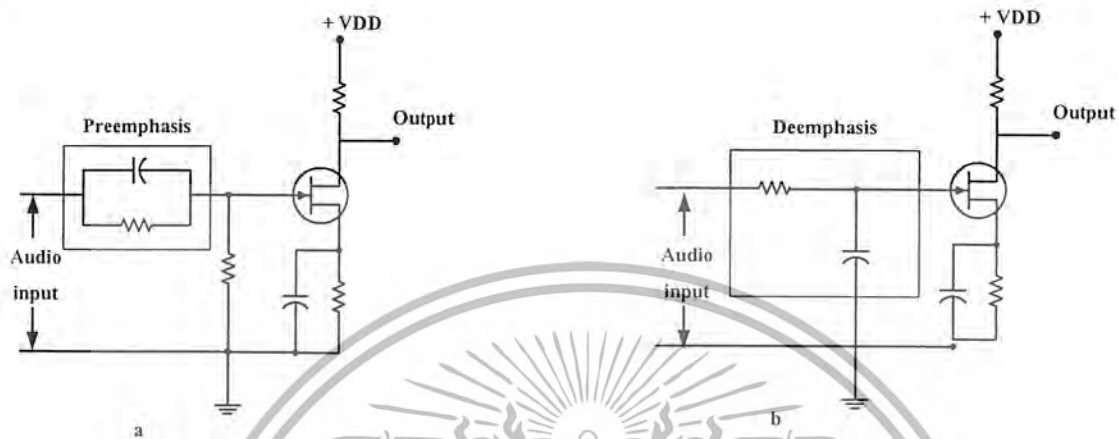 + VDD
Output
Preemphasis
Audio
input
a
+ VDD
Output
Deemphasis
Audio
input
b